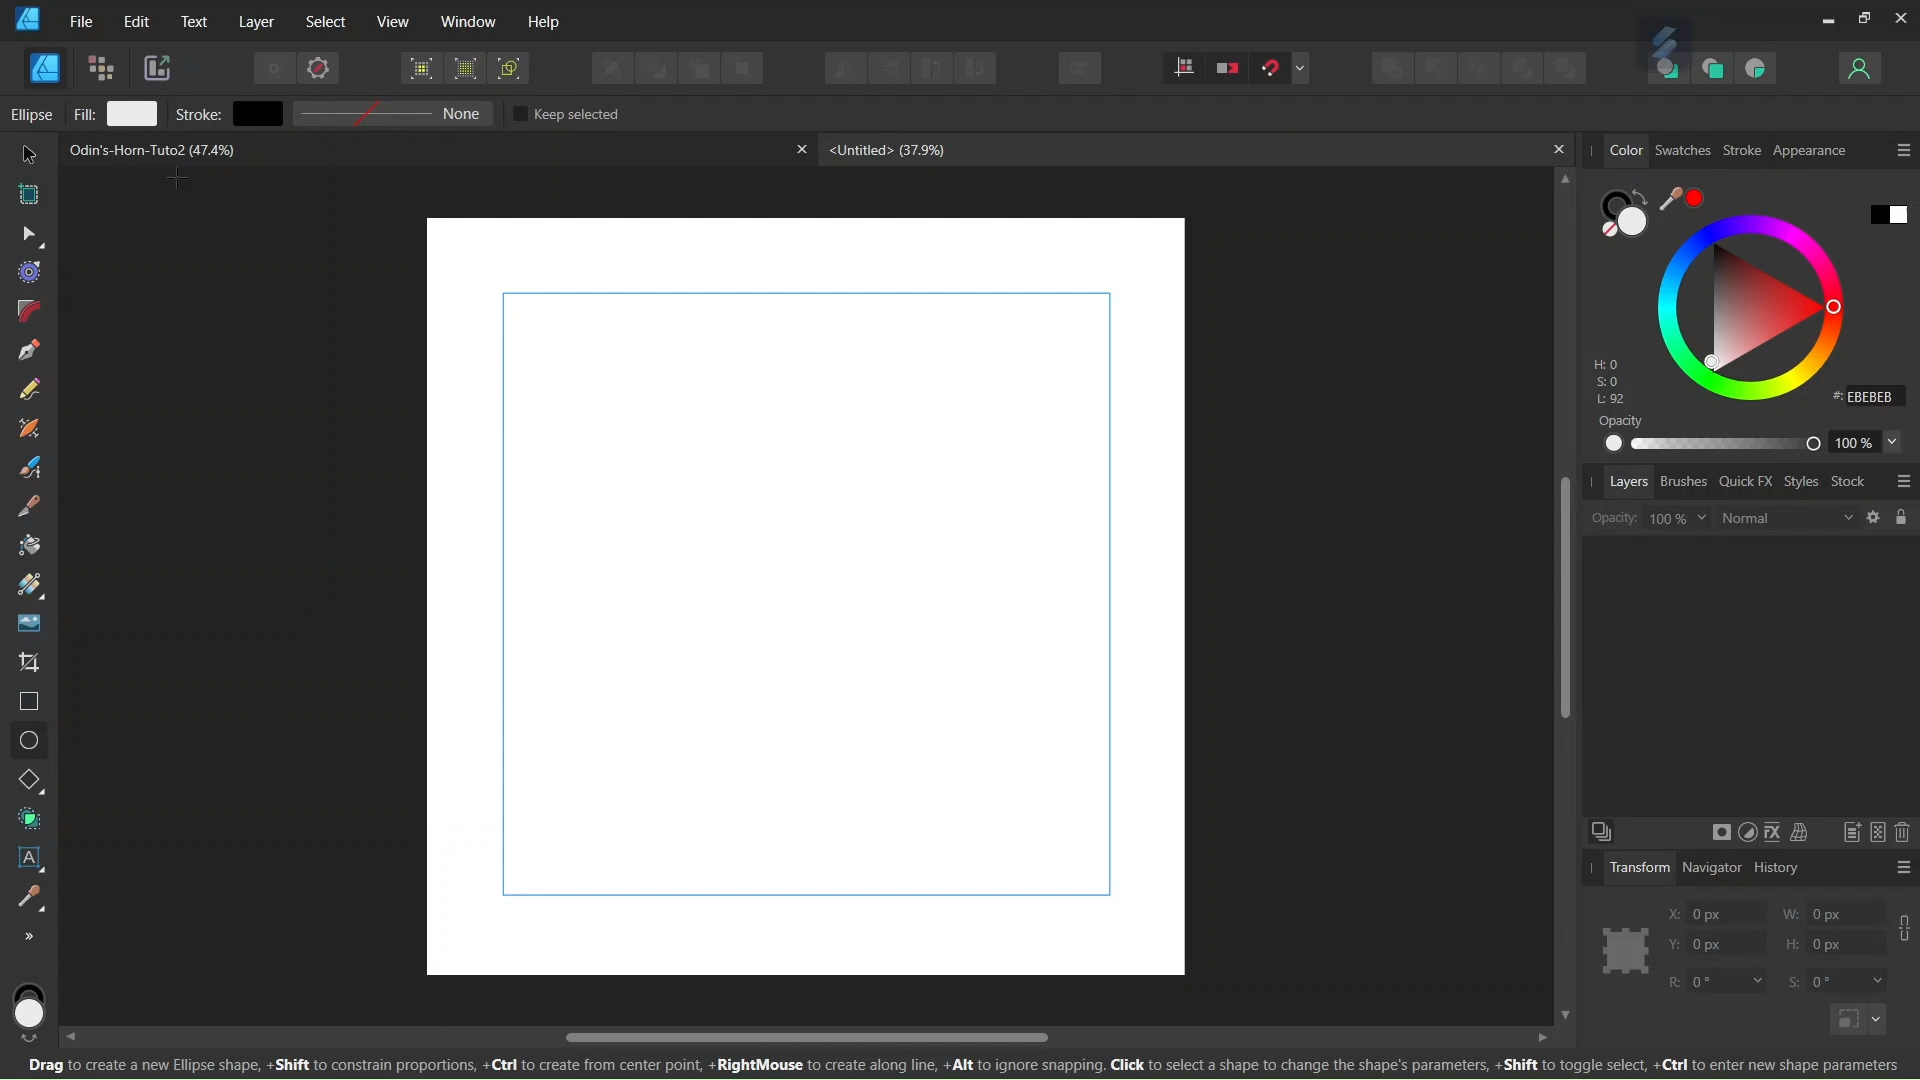 File Edit Text Layer Select View Window Help
Ellipse Fill: Stroke: None Keep selected
Odin's-Horn-Tuto2 (47.4%)
<Untitled> (37.9%)
Color Swatches Stroke Appearance
H: 0
S: 0
L: 92
#: EBEBEB
Opacity
100 %
Layers Brushes Quick FX Styles Stock
Opacity: 100 % Normal
Transform Navigator History
X: 0 px W: 0 px
Y: 0 px H: 0 px
R: 0 ° S: 0 °
A
Drag to create a new Ellipse shape, +Shift to constrain proportions, +Ctrl to create from center point, +RightMouse to create along line, +Alt to ignore snapping. Click to select a shape to change the shape's parameters, +Shift to toggle select, +Ctrl to enter new shape parameters